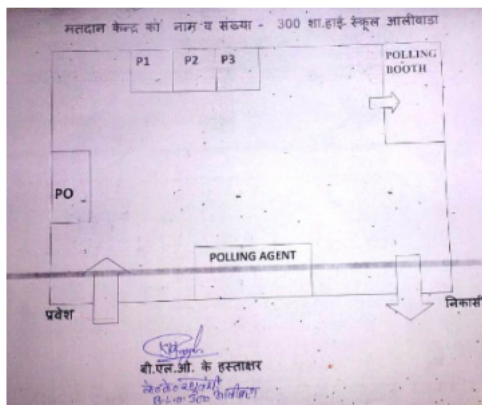 मतदान केन्द्र का नाम व संख्या - 300 शा.हाई स्कूल आलीवाडा
P1 P2 P3
POLLING
BOOTH
PO
POLLING AGENT
प्रवेश
निकासी
बी.एल.ओ. के हस्ताक्षर